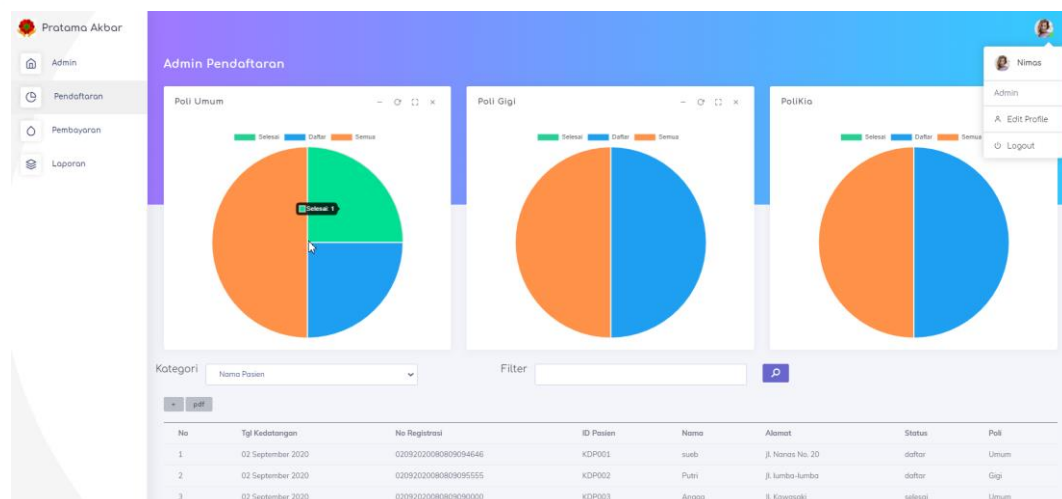 Pratama Akbar
Admin
Pendaftaran
Pembayaran
Laporan
Admin Pendaftaran
Nimas
Admin
Edit Profile
Logout
Poli Umum
Selesai Daftar Semua
Selesai: 1
Poli Gigi
Selesai Daftar Semua
PoliKia
Selesai Daftar Semua
Kategori Nama Pasien Filter
+ pdf
No Tgl Kedatangan No Registrasi ID Pasien Nama Alamat Status Poli
1 02 September 2020 02092020080809094646 KDP001 sueb Jl. Nanas No. 20 daftar Umum
2 02 September 2020 02092020080809095555 KDP002 Putri Jl. lumba-lumba daftar Gigi
3 02 September 2020 02092020080809090000 KDP003 Angga Jl. Kawasaki selesai Umum